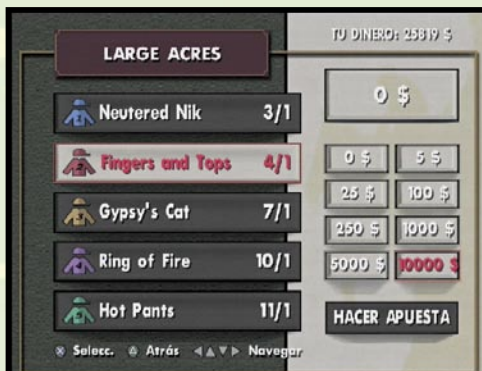 TU DINERO: 25819 $
LARGE ACRES
0 $
Neutered Nik 3/1
Fingers and Tops 4/1
Gypsy's Cat 7/1
Ring of Fire 10/1
Hot Pants 11/1
0 $ 5 $
25 $ 100 $
250 $ 1000 $
5000 $ 10000 $
HACER APUESTA
Selecc. Atrás Navegar